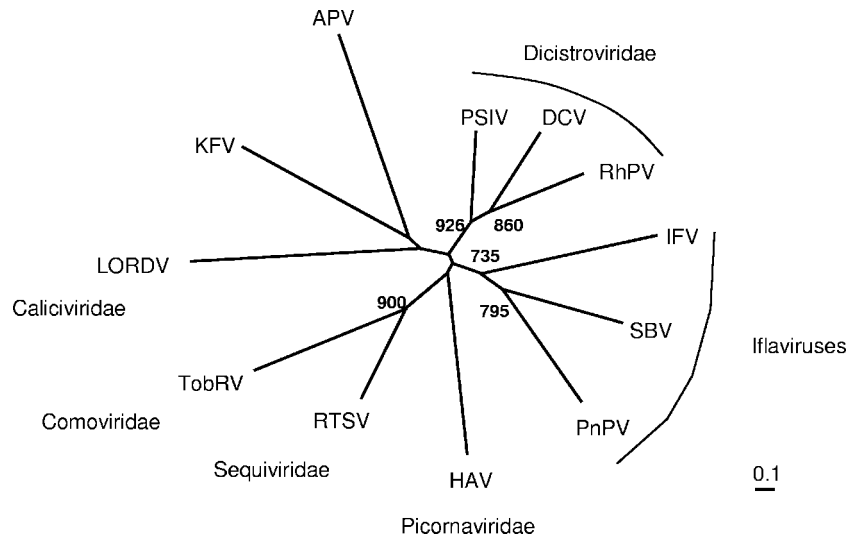 APV
Dicistroviridae
PSIV
DCV
KFV
RhPV
926
860
IFV
735
LORDV
Caliciviridae
900
795
SBV
Iflaviruses
TobRV
RTSV
PnPV
Comoviridae
Sequiviridae
HAV
0.1
Picornaviridae